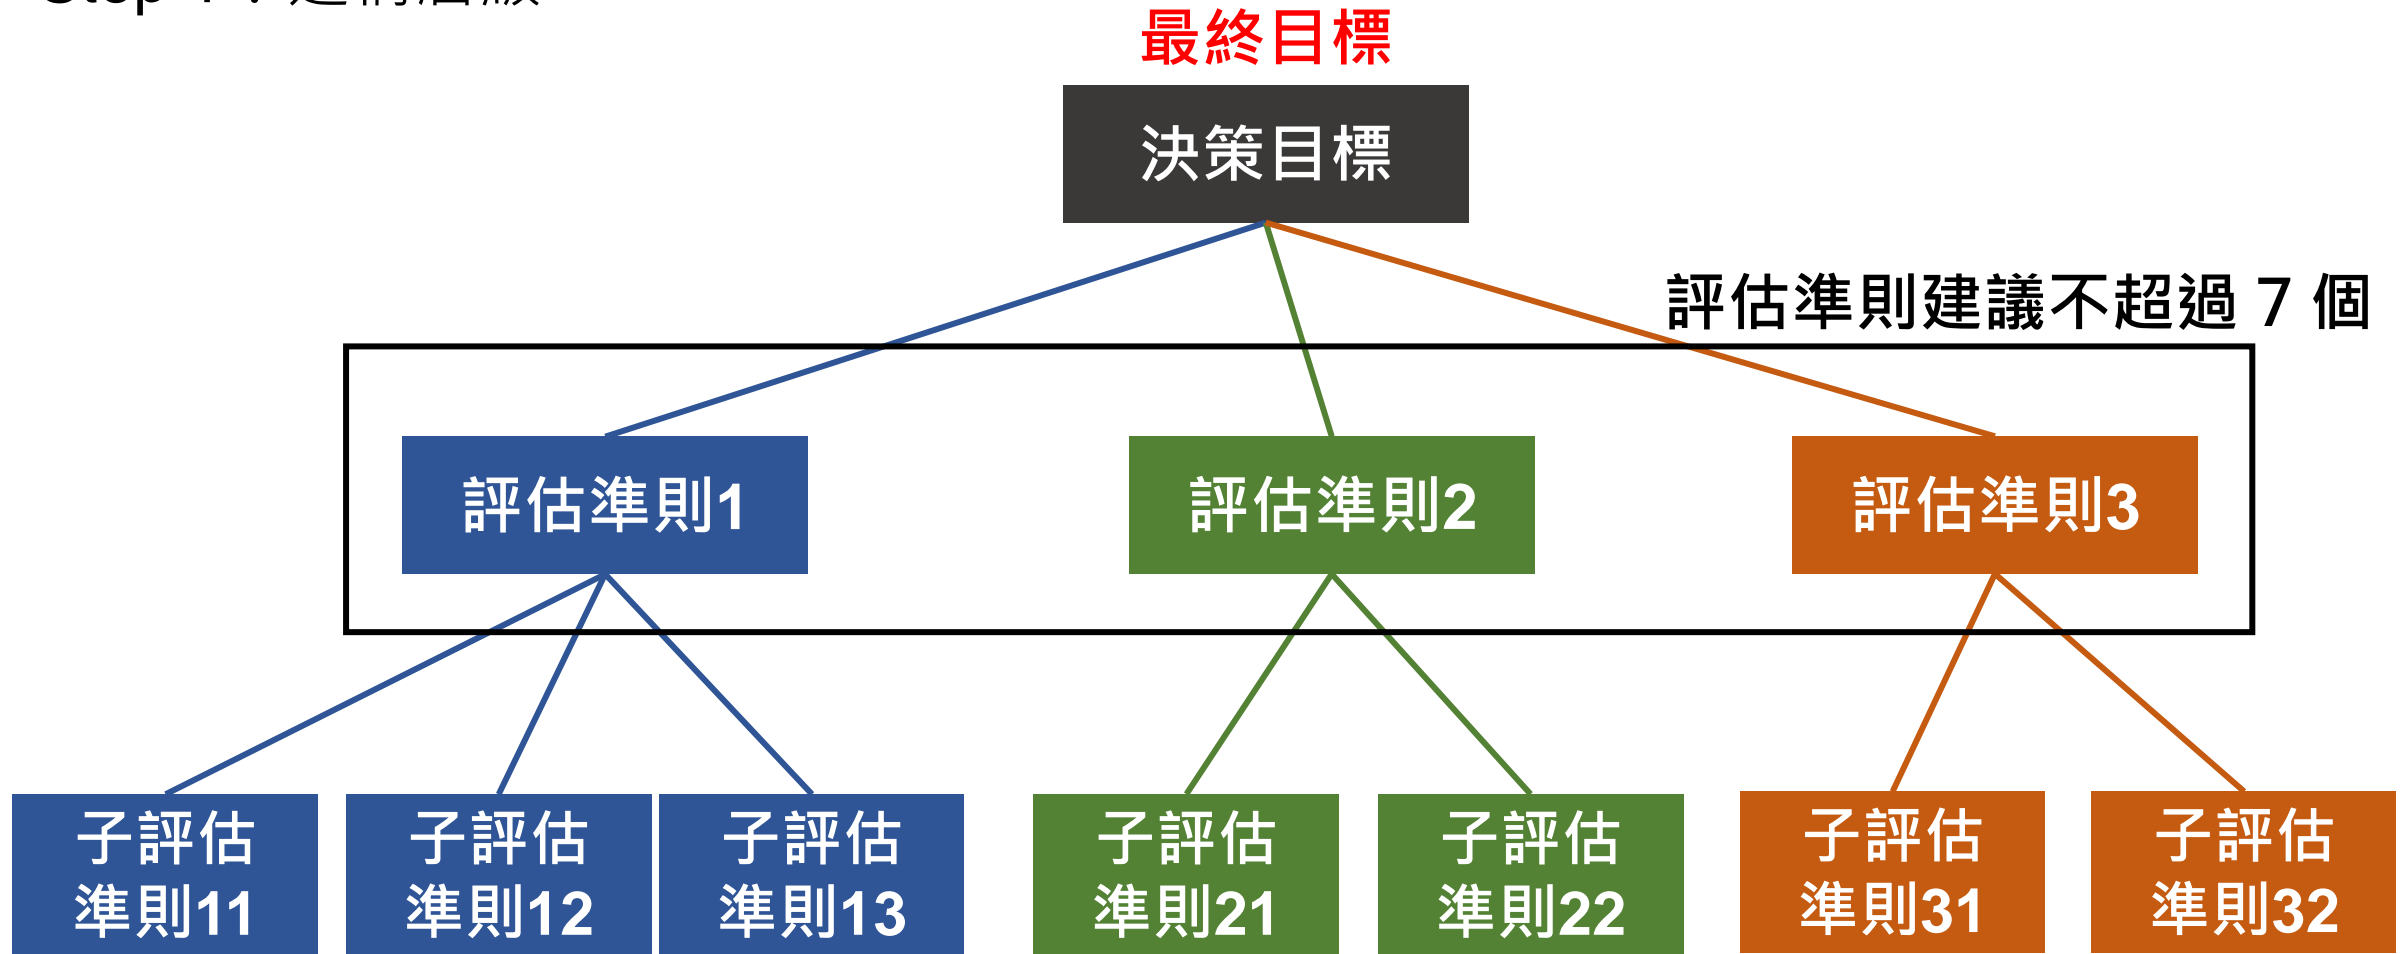 最終目標
決策目標
評估準則建議不超過 7 個
評估準則1
評估準則2
評估準則3
子評估
準則11
子評估
準則12
子評估
準則13
子評估
準則21
子評估
準則22
子評估
準則31
子評估
準則32